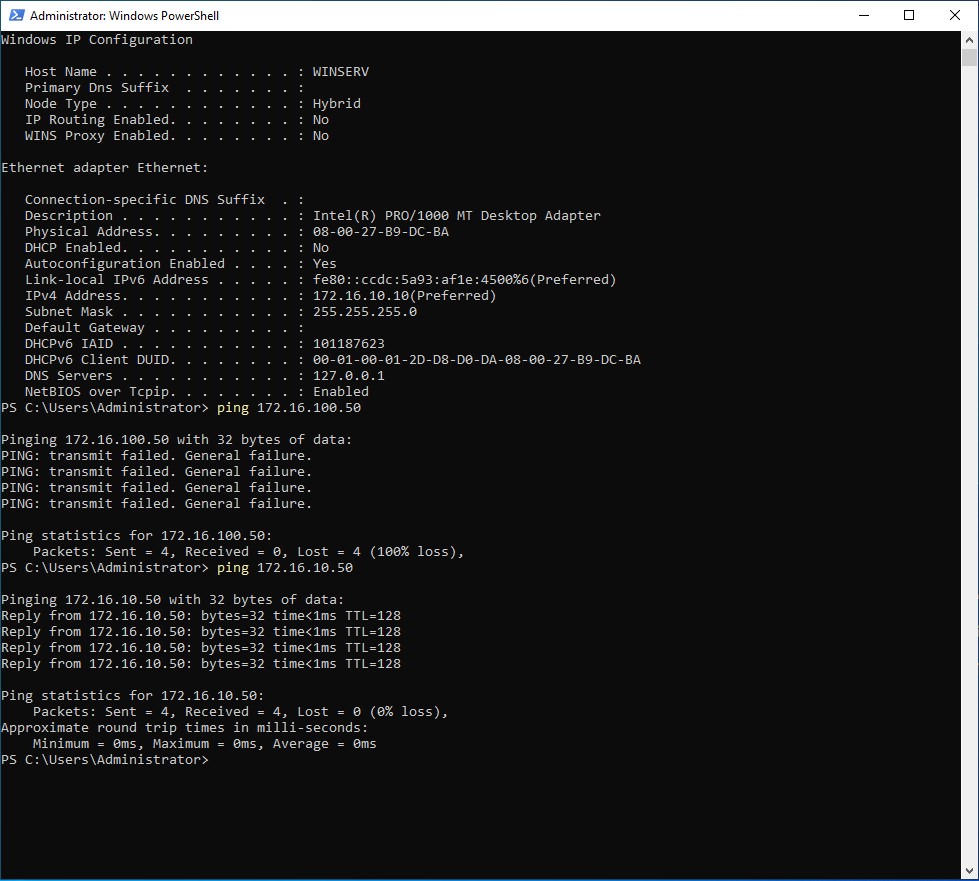 Administrator: Windows PowerShell
Windows IP Configuration
Host Name . . . . . . . . . . . . : WINSERV
Primary Dns Suffix  . . . . . . . :
Node Type . . . . . . . . . . . . : Hybrid
IP Routing Enabled. . . . . . . . : No
WINS Proxy Enabled. . . . . . . . : No
Ethernet adapter Ethernet:
Connection-specific DNS Suffix  . :
Description . . . . . . . . . . . : Intel(R) PRO/1000 MT Desktop Adapter
Physical Address. . . . . . . . . : 08-00-27-B9-DC-BA
DHCP Enabled. . . . . . . . . . . : No
Autoconfiguration Enabled . . . . : Yes
Link-local IPv6 Address . . . . . : fe80::ccdc:5a93:af1e:4500%6(Preferred)
IPv4 Address. . . . . . . . . . . : 172.16.10.10(Preferred)
Subnet Mask . . . . . . . . . . . : 255.255.255.0
Default Gateway . . . . . . . . . :
DHCPv6 IAID . . . . . . . . . . . : 101187623
DHCPv6 Client DUID. . . . . . . . : 00-01-00-01-2D-D8-D0-DA-08-00-27-B9-DC-BA
DNS Servers . . . . . . . . . . . : 127.0.0.1
NetBIOS over Tcpip. . . . . . . . : Enabled
PS C:\Users\Administrator> ping 172.16.100.50
Pinging 172.16.100.50 with 32 bytes of data:
PING: transmit failed. General failure.
PING: transmit failed. General failure.
PING: transmit failed. General failure.
PING: transmit failed. General failure.
Ping statistics for 172.16.100.50:
Packets: Sent = 4, Received = 0, Lost = 4 (100% loss),
PS C:\Users\Administrator> ping 172.16.10.50
Pinging 172.16.10.50 with 32 bytes of data:
Reply from 172.16.10.50: bytes=32 time<1ms TTL=128
Reply from 172.16.10.50: bytes=32 time<1ms TTL=128
Reply from 172.16.10.50: bytes=32 time<1ms TTL=128
Reply from 172.16.10.50: bytes=32 time<1ms TTL=128
Ping statistics for 172.16.10.50:
Packets: Sent = 4, Received = 4, Lost = 0 (0% loss),
Approximate round trip times in milli-seconds:
Minimum = 0ms, Maximum = 0ms, Average = 0ms
PS C:\Users\Administrator>